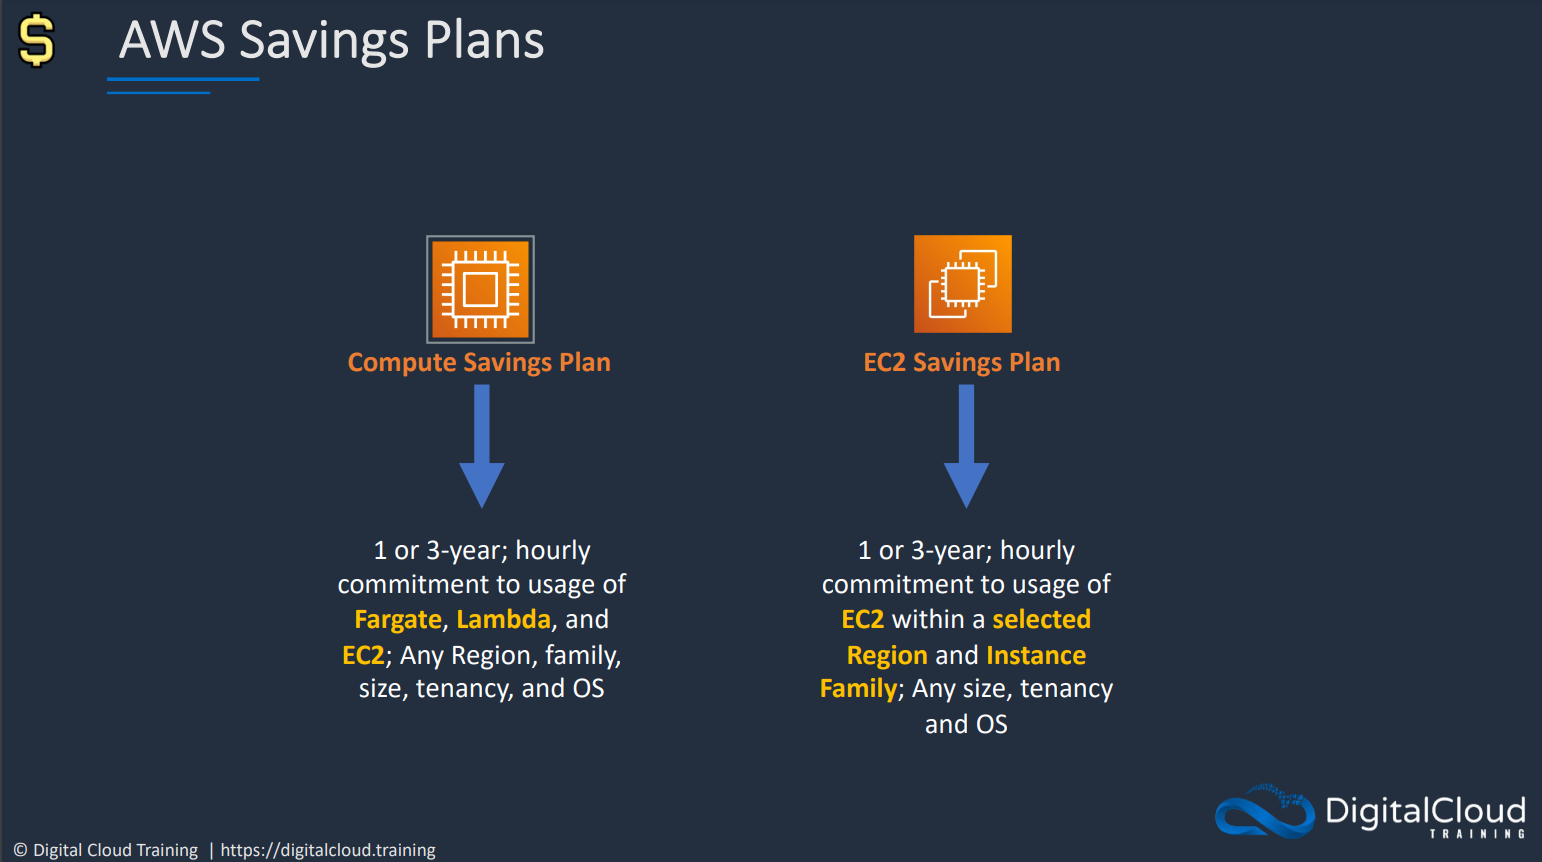 AWS Savings Plans
Compute Savings Plan
1 or 3-year; hourly
commitment to usage of
Fargate, Lambda, and
EC2; Any Region, family,
size, tenancy, and OS
EC2 Savings Plan
1 or 3-year; hourly
commitment to usage of
EC2 within a selected
Region and Instance
Family; Any size, tenancy
and OS
DigitalCloud
TRAINING
© Digital Cloud Training | https://digitalcloud.training